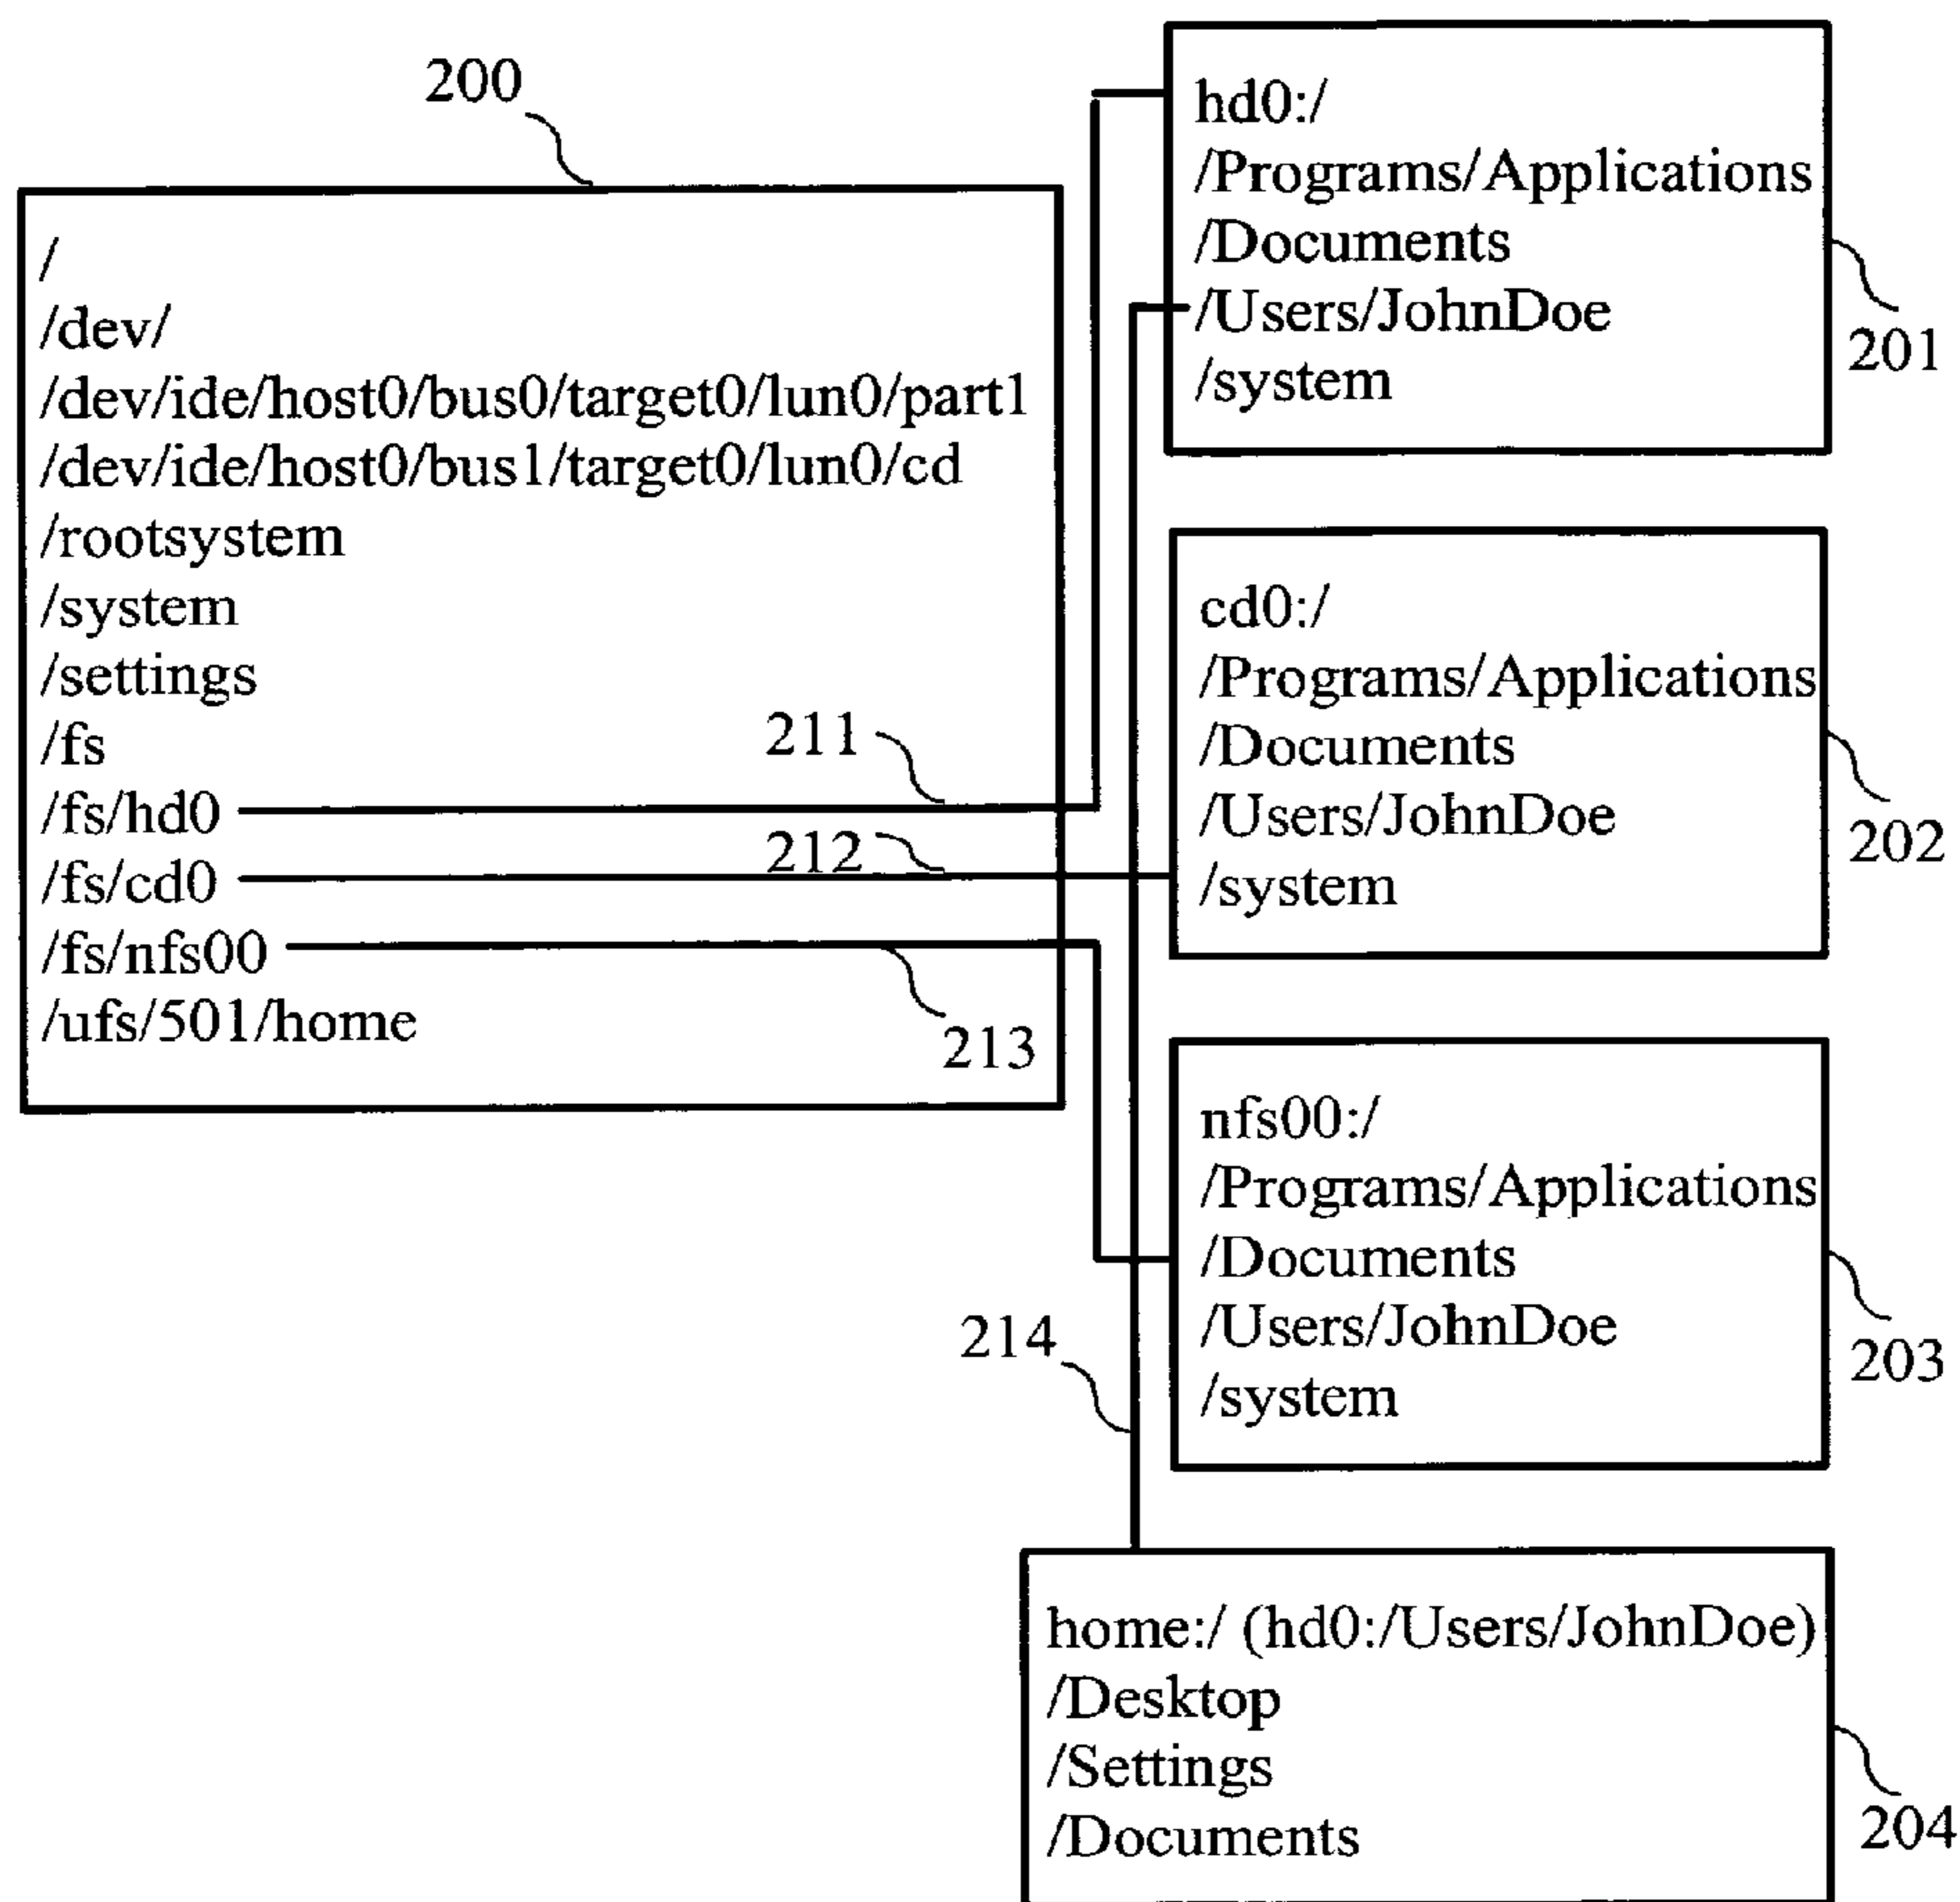 200
/
/dev/
/dev/ide/host0/bus0/target0/lun0/part1
/dev/ide/host0/bus1/target0/lun0/cd
/rootsystem
/system
/settings
/fs
/fs/hd0
/fs/cd0
/fs/nfs00
/ufs/501/home
211
212
213
hd0:/
/Programs/Applications
/Documents
/Users/JohnDoe
/system
201
cd0:/
/Programs/Applications
/Documents
/Users/JohnDoe
/system
202
nfs00:/
/Programs/Applications
/Documents
/Users/JohnDoe
/system
203
214
home:/ (hd0:/Users/JohnDoe)
/Desktop
/Settings
/Documents
204